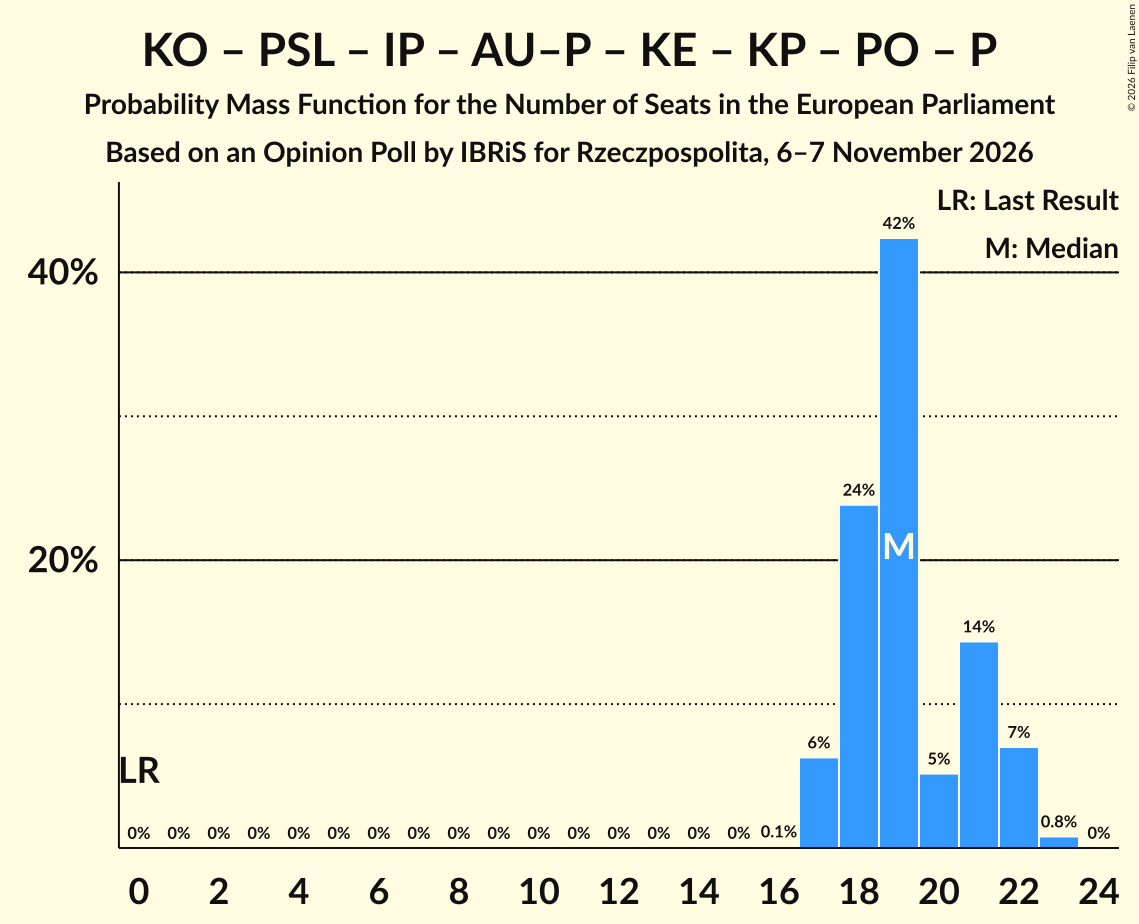 KO – PSL – IP – AU–P – KE – KP – PO – P
Probability Mass Function for the Number of Seats in the European Parliament
Based on an Opinion Poll by IBRiS for Rzeczpospolita, 6–7 November 2026
© 2026 Filip van Laenen
LR: Last Result
M: Median
42%
40%
24%
M
20%
14%
7%
6%
5%
LR
0% 0% 0% 0% 0% 0% 0% 0% 0% 0% 0% 0% 0% 0% 0% 0% 0.1% 0.8% 0%
0 2 4 6 8 10 12 14 16 18 20 22 24